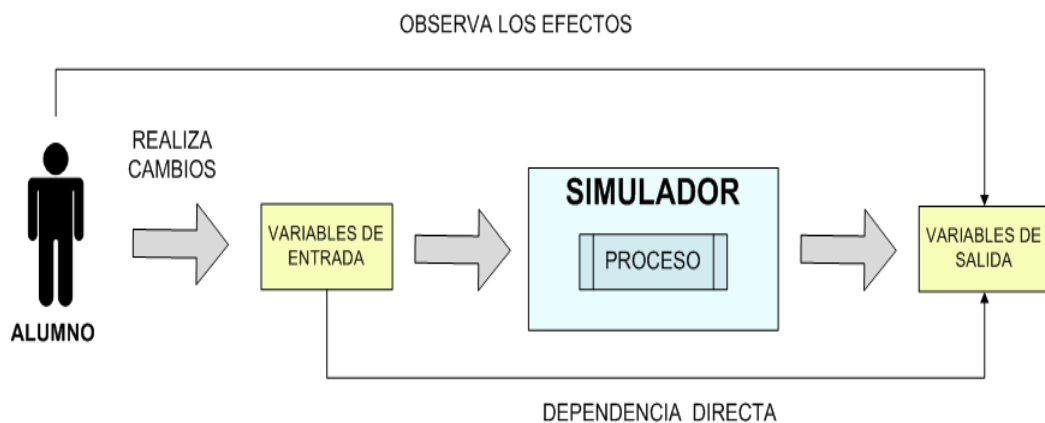 OBSERVA LOS EFECTOS
REALIZA
CAMBIOS
ALUMNO
VARIABLES DE
ENTRADA
SIMULADOR
PROCESO
VARIABLES DE
SALIDA
DEPENDENCIA DIRECTA